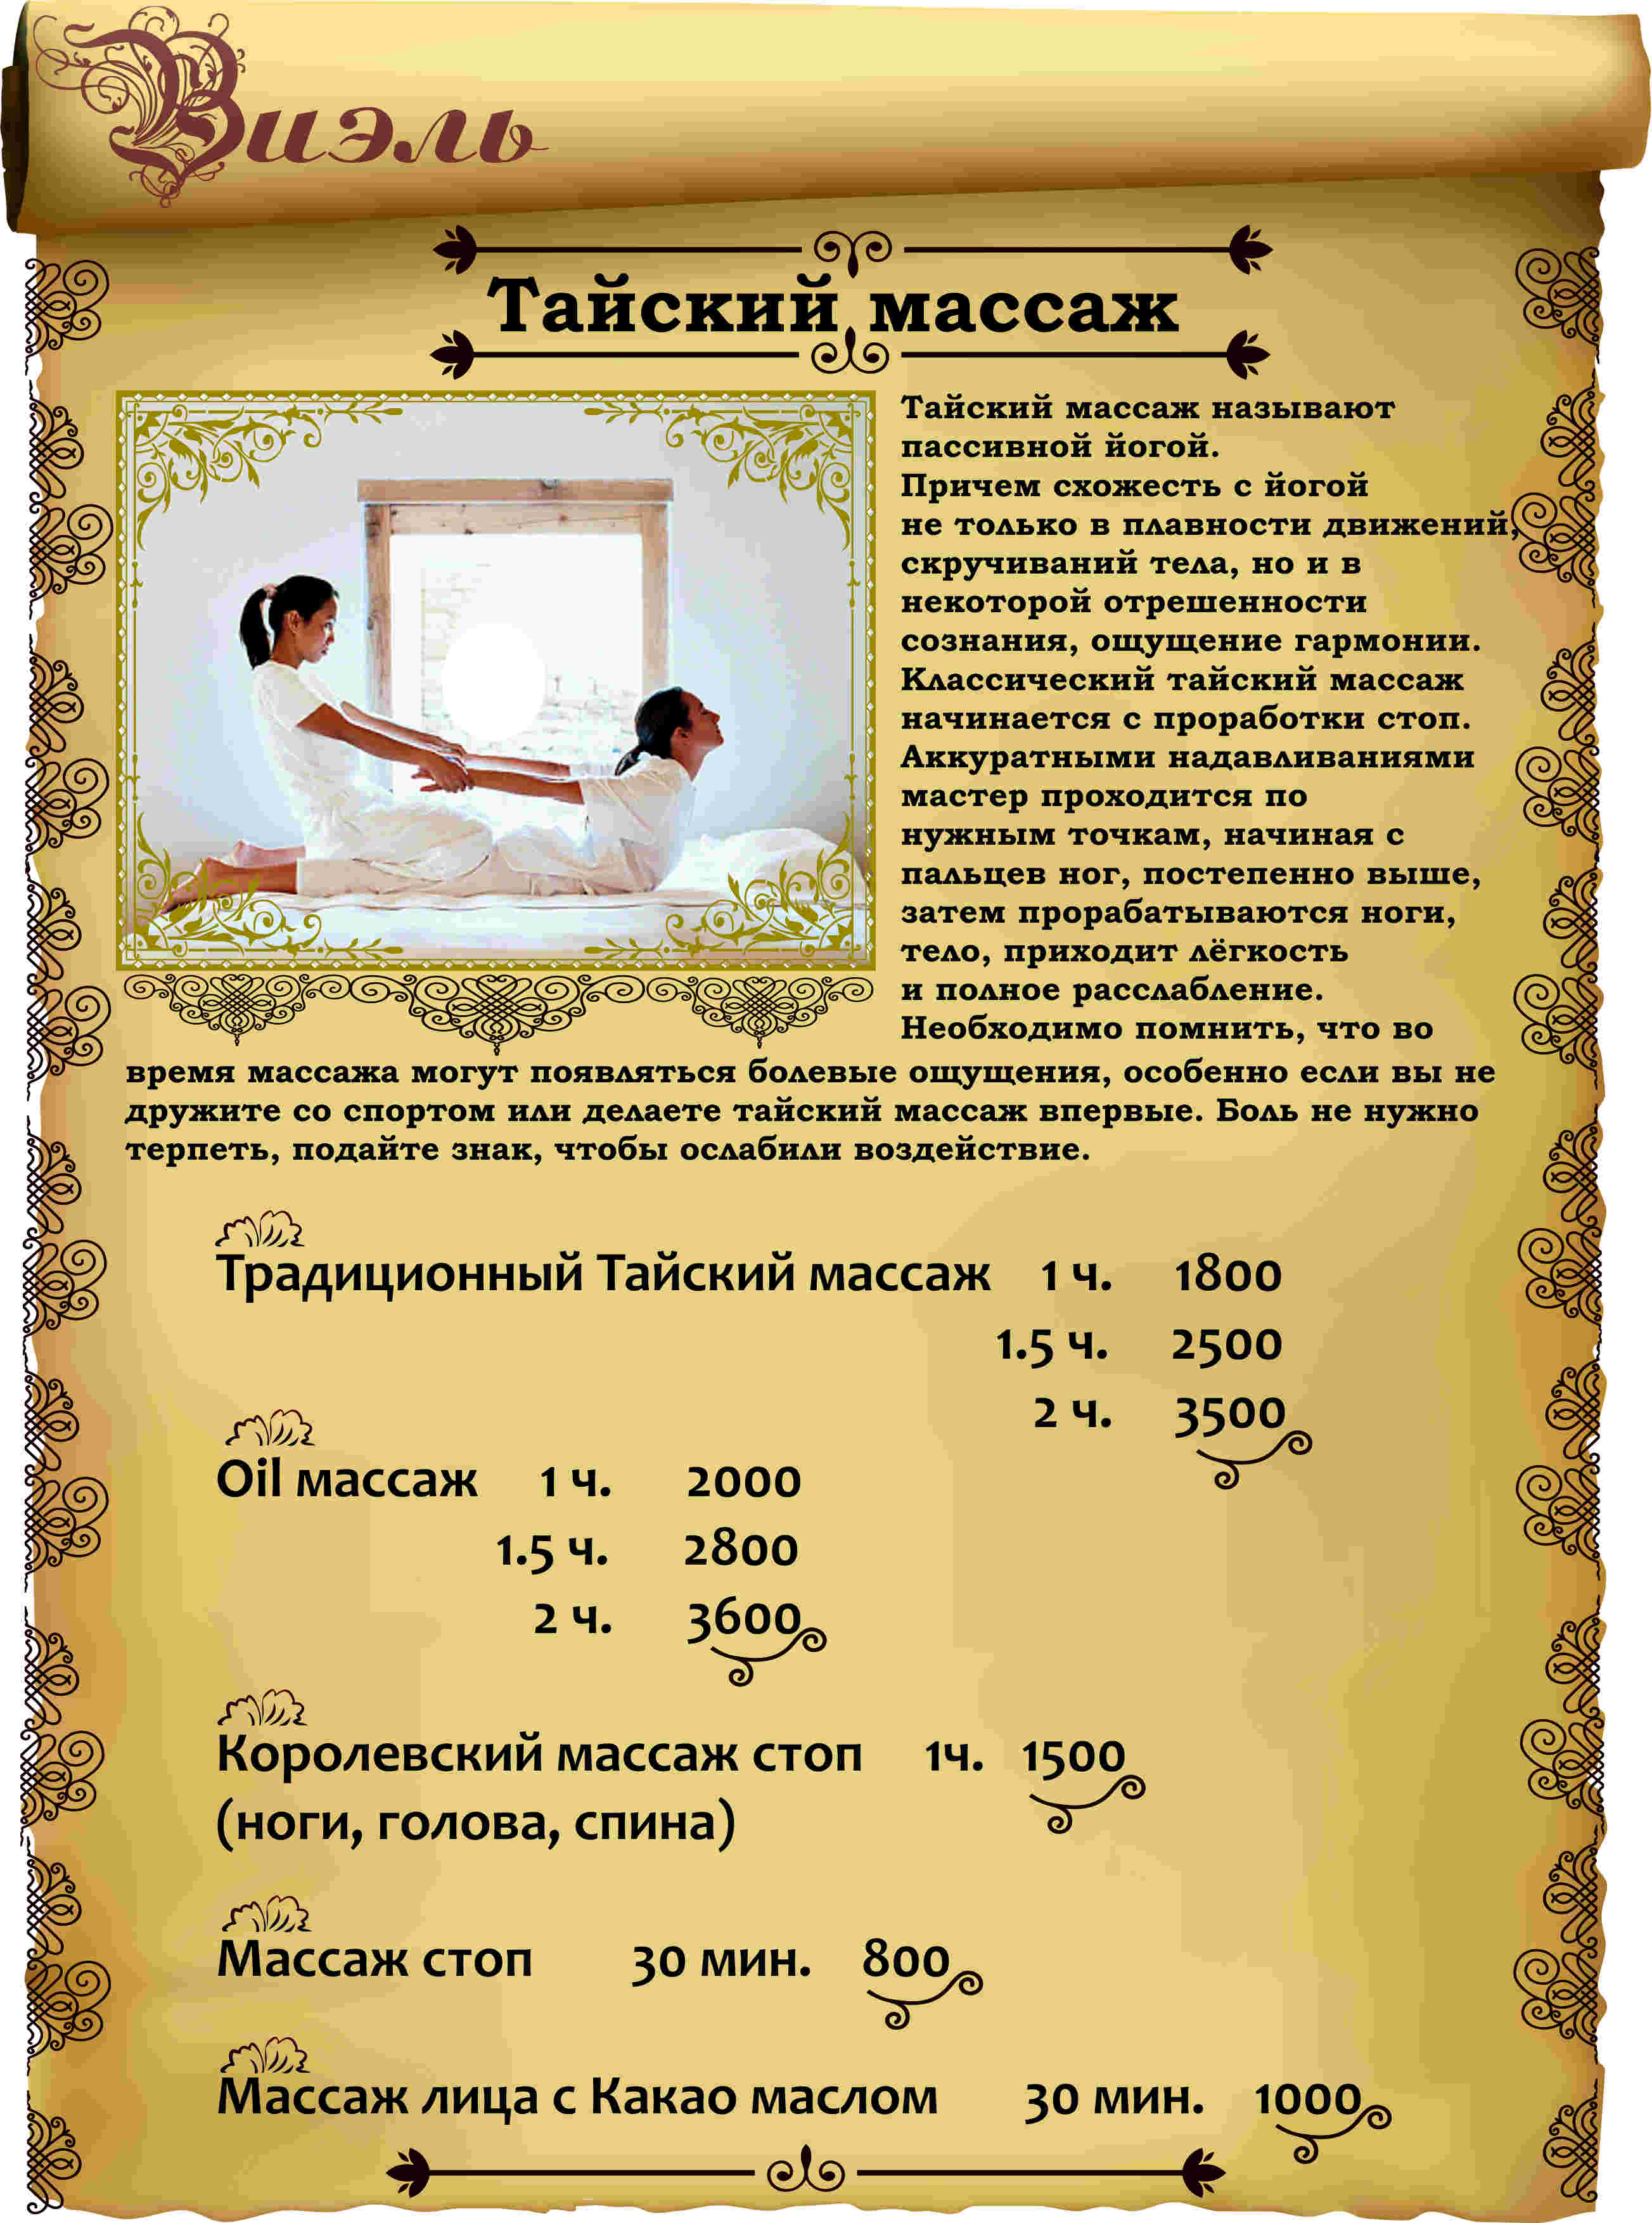 Виэль
Тайский массаж
Тайский массаж называют
пассивной йогой.
Причем схожесть с йогой
не только в плавности движений,
скручиваний тела, но и в
некоторой отрешенности
сознания, ощущение гармонии.
Классический тайский массаж
начинается с проработки стоп.
Аккуратными надавливаниями
мастер проходится по
нужным точкам, начиная с
пальцев ног, постепенно выше,
затем прорабатываются ноги,
тело, приходит лёгкость
и полное расслабление.
Необходимо помнить, что во
время массажа могут появляться болевые ощущения, особенно если вы не
дружите со спортом или делаете тайский массаж впервые. Боль не нужно
терпеть, подайте знак, чтобы ослабили воздействие.
Традиционный Тайский массаж 1 ч. 1800
1.5 ч. 2500
2 ч. 3500
Oil массаж 1 ч. 2000
1.5 ч. 2800
2 ч. 3600
Королевский массаж стоп 1ч. 1500
(ноги, голова, спина)
Массаж стоп 30 мин. 800
Массаж лица с Какао маслом 30 мин. 1000